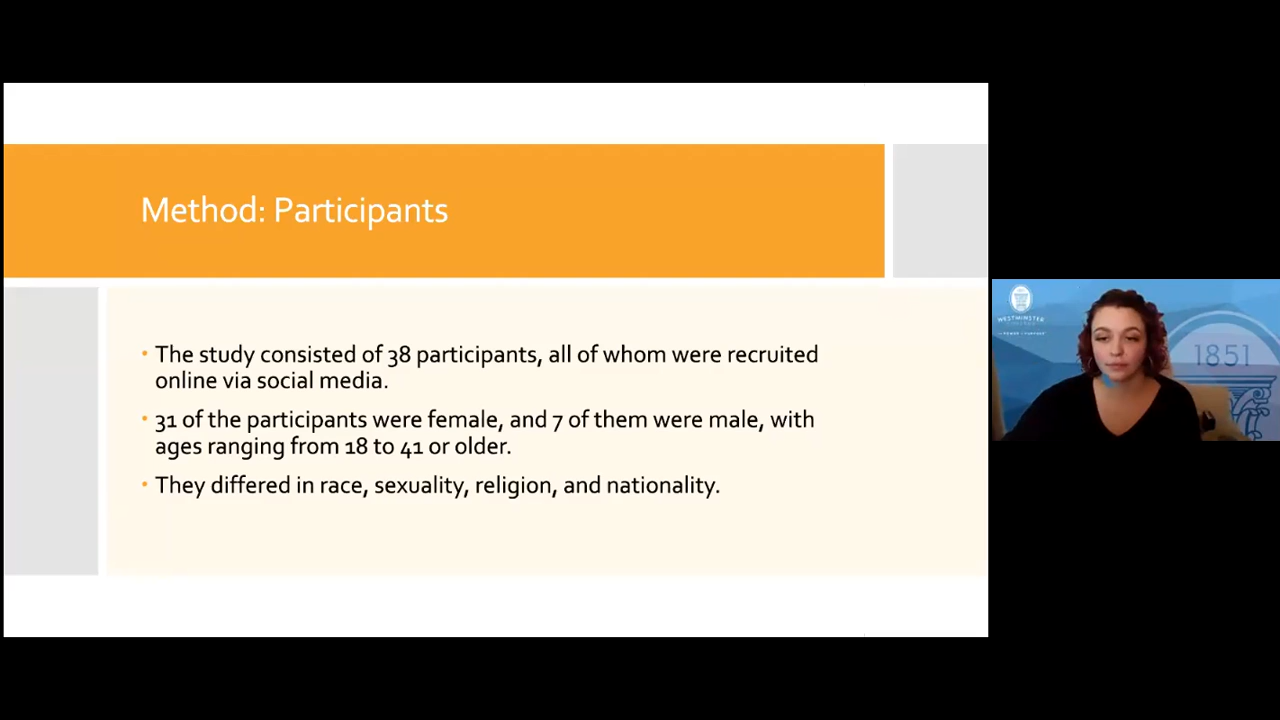 Method: Participants
• The study consisted of 38 participants, all of whom were recruited
online via social media.
• 31 of the participants were female, and 7 of them were male, with
ages ranging from 18 to 41 or older.
• They differed in race, sexuality, religion, and nationality.
WESTMINSTER
1851